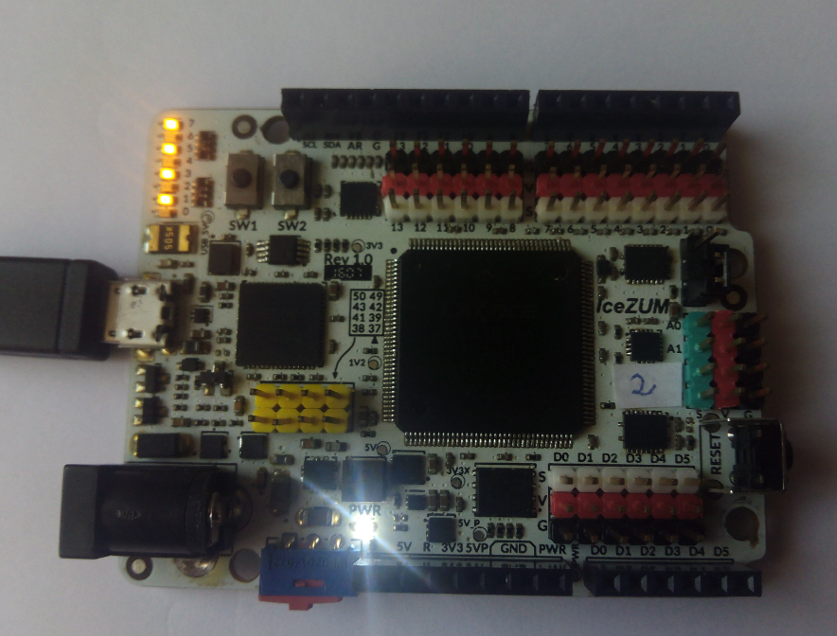 SCL SDA AR G
7
6
5
4
3
2
1
0
SW1 SW2
13 12 11 10 9 8 7 6 5 4 3 2
3V3
Rev 1.0
1607
50 49
43 42
41 39
38 37
IceZUM
A0
A1
1V2
2
5V
S V G
RESET
D0 D1 D2 D3 D4 D5
S
V
G
3V3X
PWR
5V P
5V R 3V3 5VP GND PWR
D0 D1 D2 D3 D4 D5